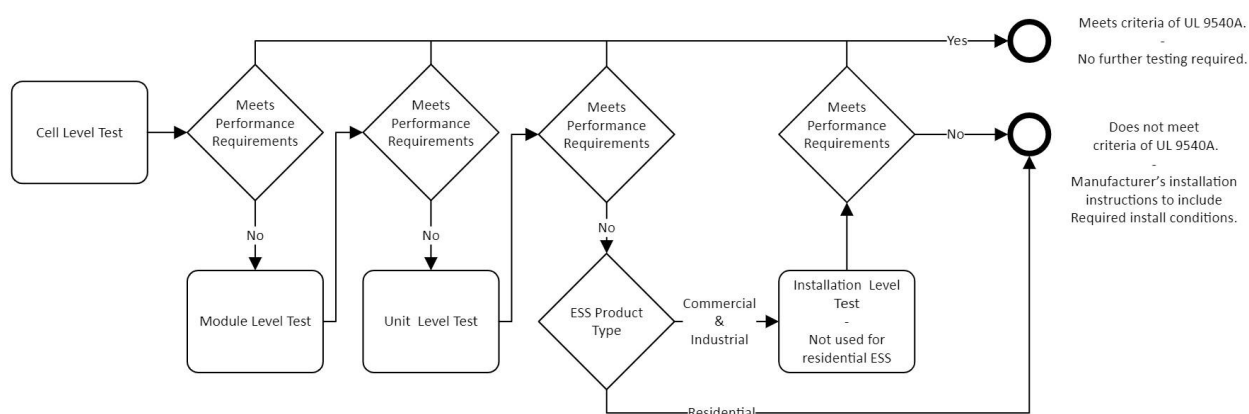 Cell Level Test
Meets
Performance
Requirements
No
Module Level Test
Meets
Performance
Requirements
No
Unit Level Test
Meets
Performance
Requirements
No
ESS Product
Type
Commercial
&
Industrial
Residential
Installation Level
Test
-
Not used for
residential ESS
Meets
Performance
Requirements
Yes
No
Meets criteria of UL 9540A.
-
No further testing required.
Does not meet
criteria of UL 9540A.
-
Manufacturer's installation
instructions to include
Required install conditions.